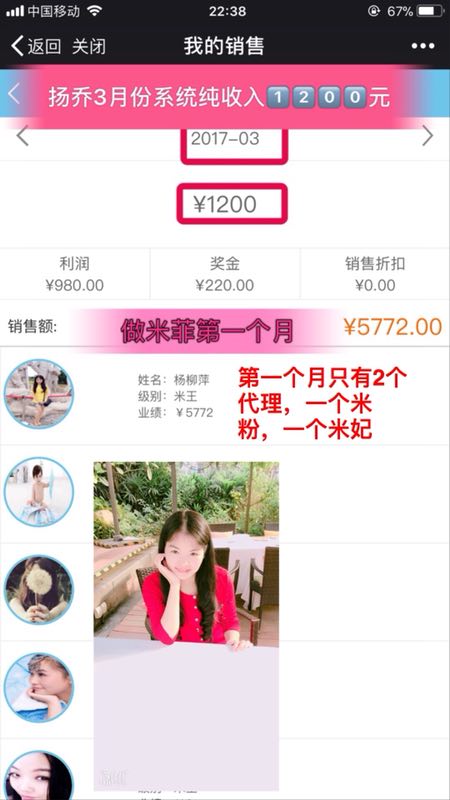 中国移动
22:38
67%
返回 关闭
我的销售
扬乔3月份系统纯收入1200元
2017-03
¥1200
利润
奖金
销售折扣
¥980.00
¥220.00
¥0.00
销售额:
做米菲第一个月
¥5772.00
姓名：杨柳萍
级别：米王
业绩：￥5772
第一个月只有2个
代理，一个米
粉，一个米妃